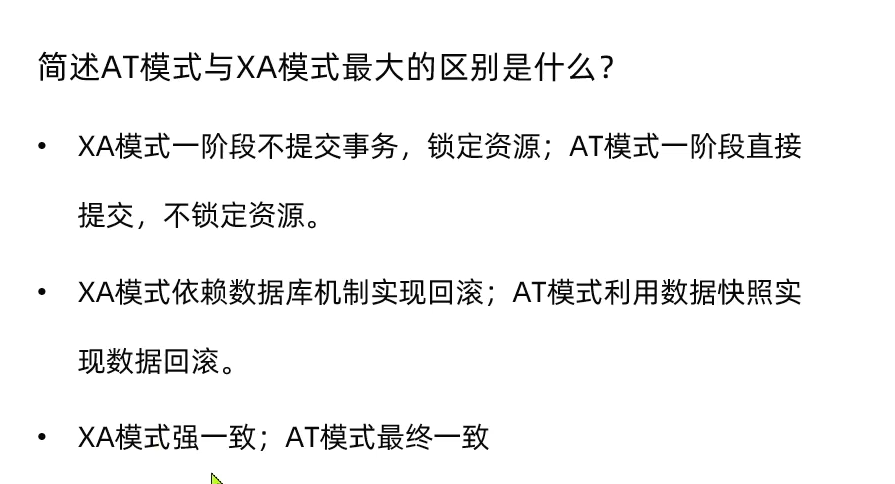 简述AT模式与XA模式最大的区别是什么？
• XA模式一阶段不提交事务，锁定资源；AT模式一阶段直接
提交，不锁定资源。
• XA模式依赖数据库机制实现回滚；AT模式利用数据快照实
现数据回滚。
• XA模式强一致；AT模式最终一致